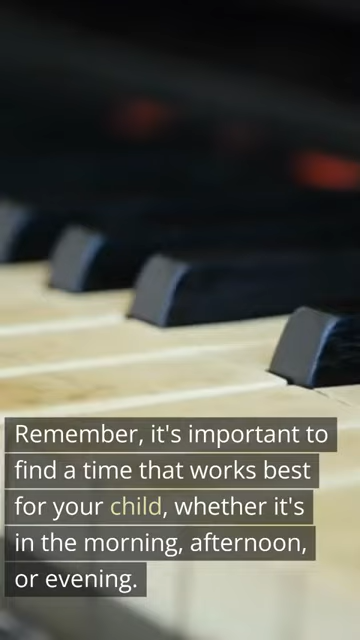 Remember, it's important to
find a time that works best
for your child, whether it's
in the morning, afternoon,
or evening.